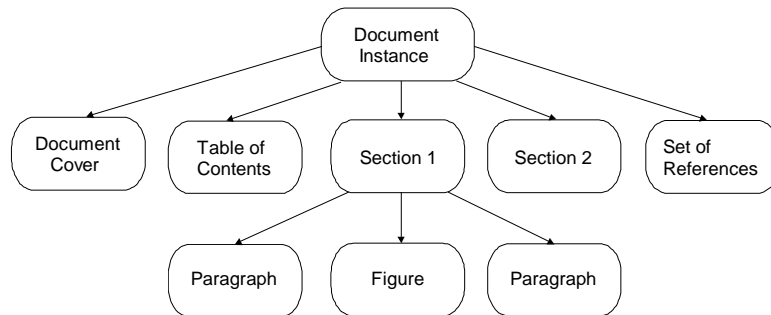 Document
Instance
Document
Cover
Table of
Contents
Section 1
Section 2
Set of
References
Paragraph
Figure
Paragraph